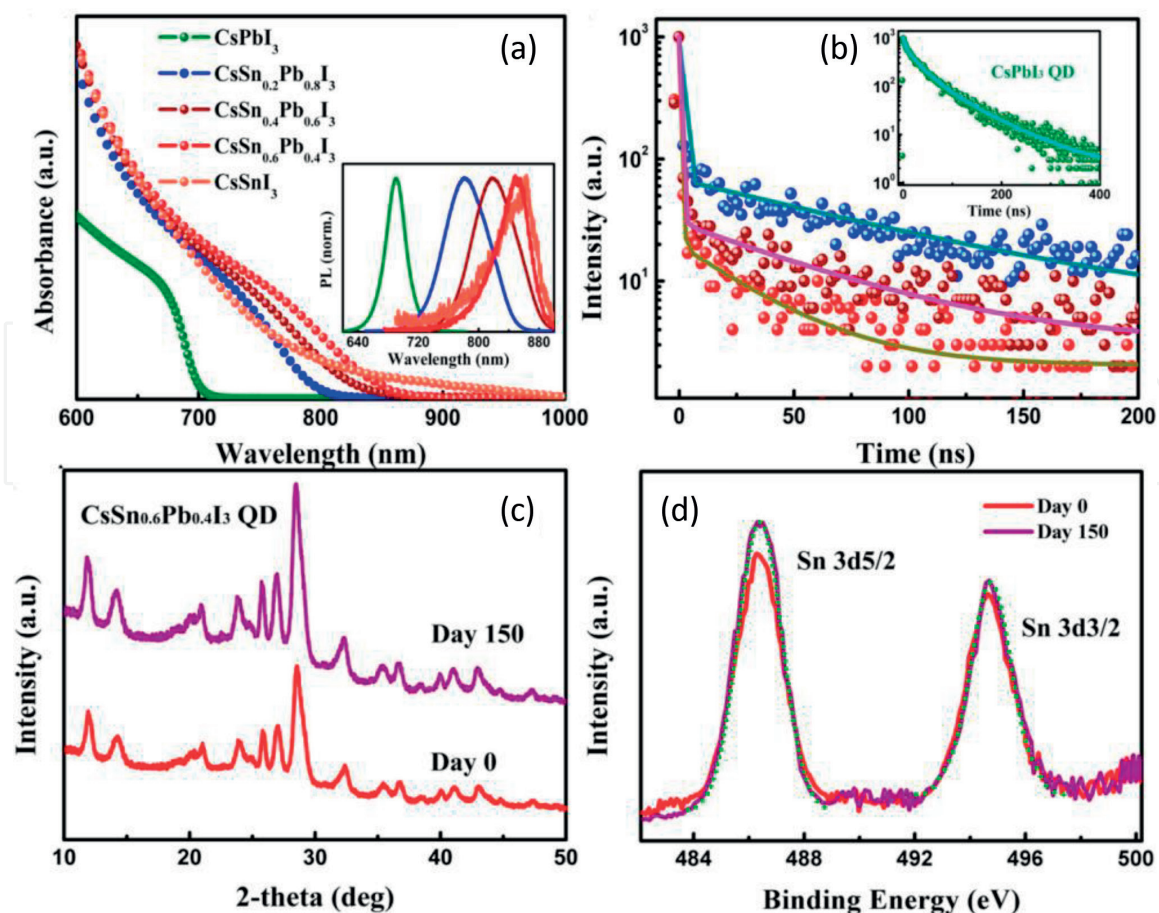 (a)
CsPbI₃
CsSn₀.₂Pb₀.₈I₃
CsSn₀.₄Pb₀.₆I₃
CsSn₀.₆Pb₀.₄I₃
CsSnI₃
Absorbance (a.u.)
PL (norm.)
640 720 800 880
Wavelength (nm)
600 700 800 900 1000
Wavelength (nm)
(b)
Intensity (a.u.)
10³
10²
10¹
CsPbI₃ QD
10³
10²
10¹
10⁰
0 100 200 300 400
Time (ns)
0 50 100 150 200
Time (ns)
(c)
CsSn₀.₆Pb₀.₄I₃ QD
Intensity (a.u.)
Day 150
Day 0
10 20 30 40 50
2-theta (deg)
(d)
Day 0
Day 150
Sn 3d5/2
Sn 3d3/2
Intensity (a.u.)
484 488 492 496 500
Binding Energy (eV)